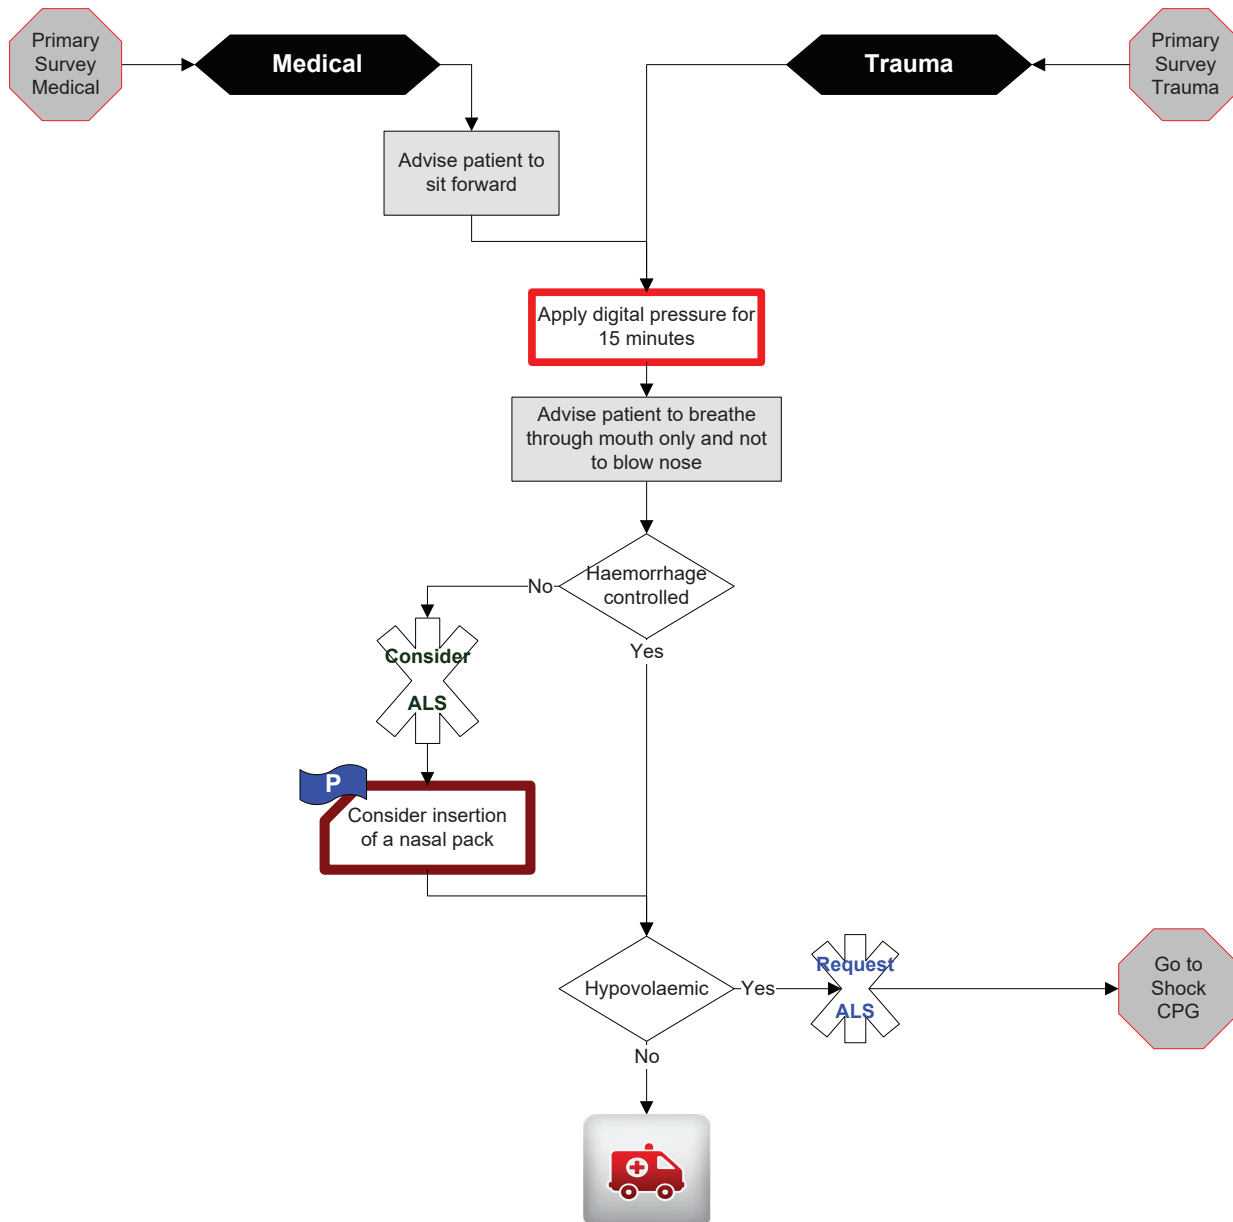 Primary
Survey
Medical
Medical
Trauma
Primary
Survey
Trauma
Advise patient to
sit forward
Apply digital pressure for
15 minutes
Advise patient to breathe
through mouth only and not
to blow nose
Haemorrhage
controlled
No
Yes
Consider
ALS
P
Consider insertion
of a nasal pack
Hypovolaemic
Yes
Request
ALS
Go to
Shock
CPG
No